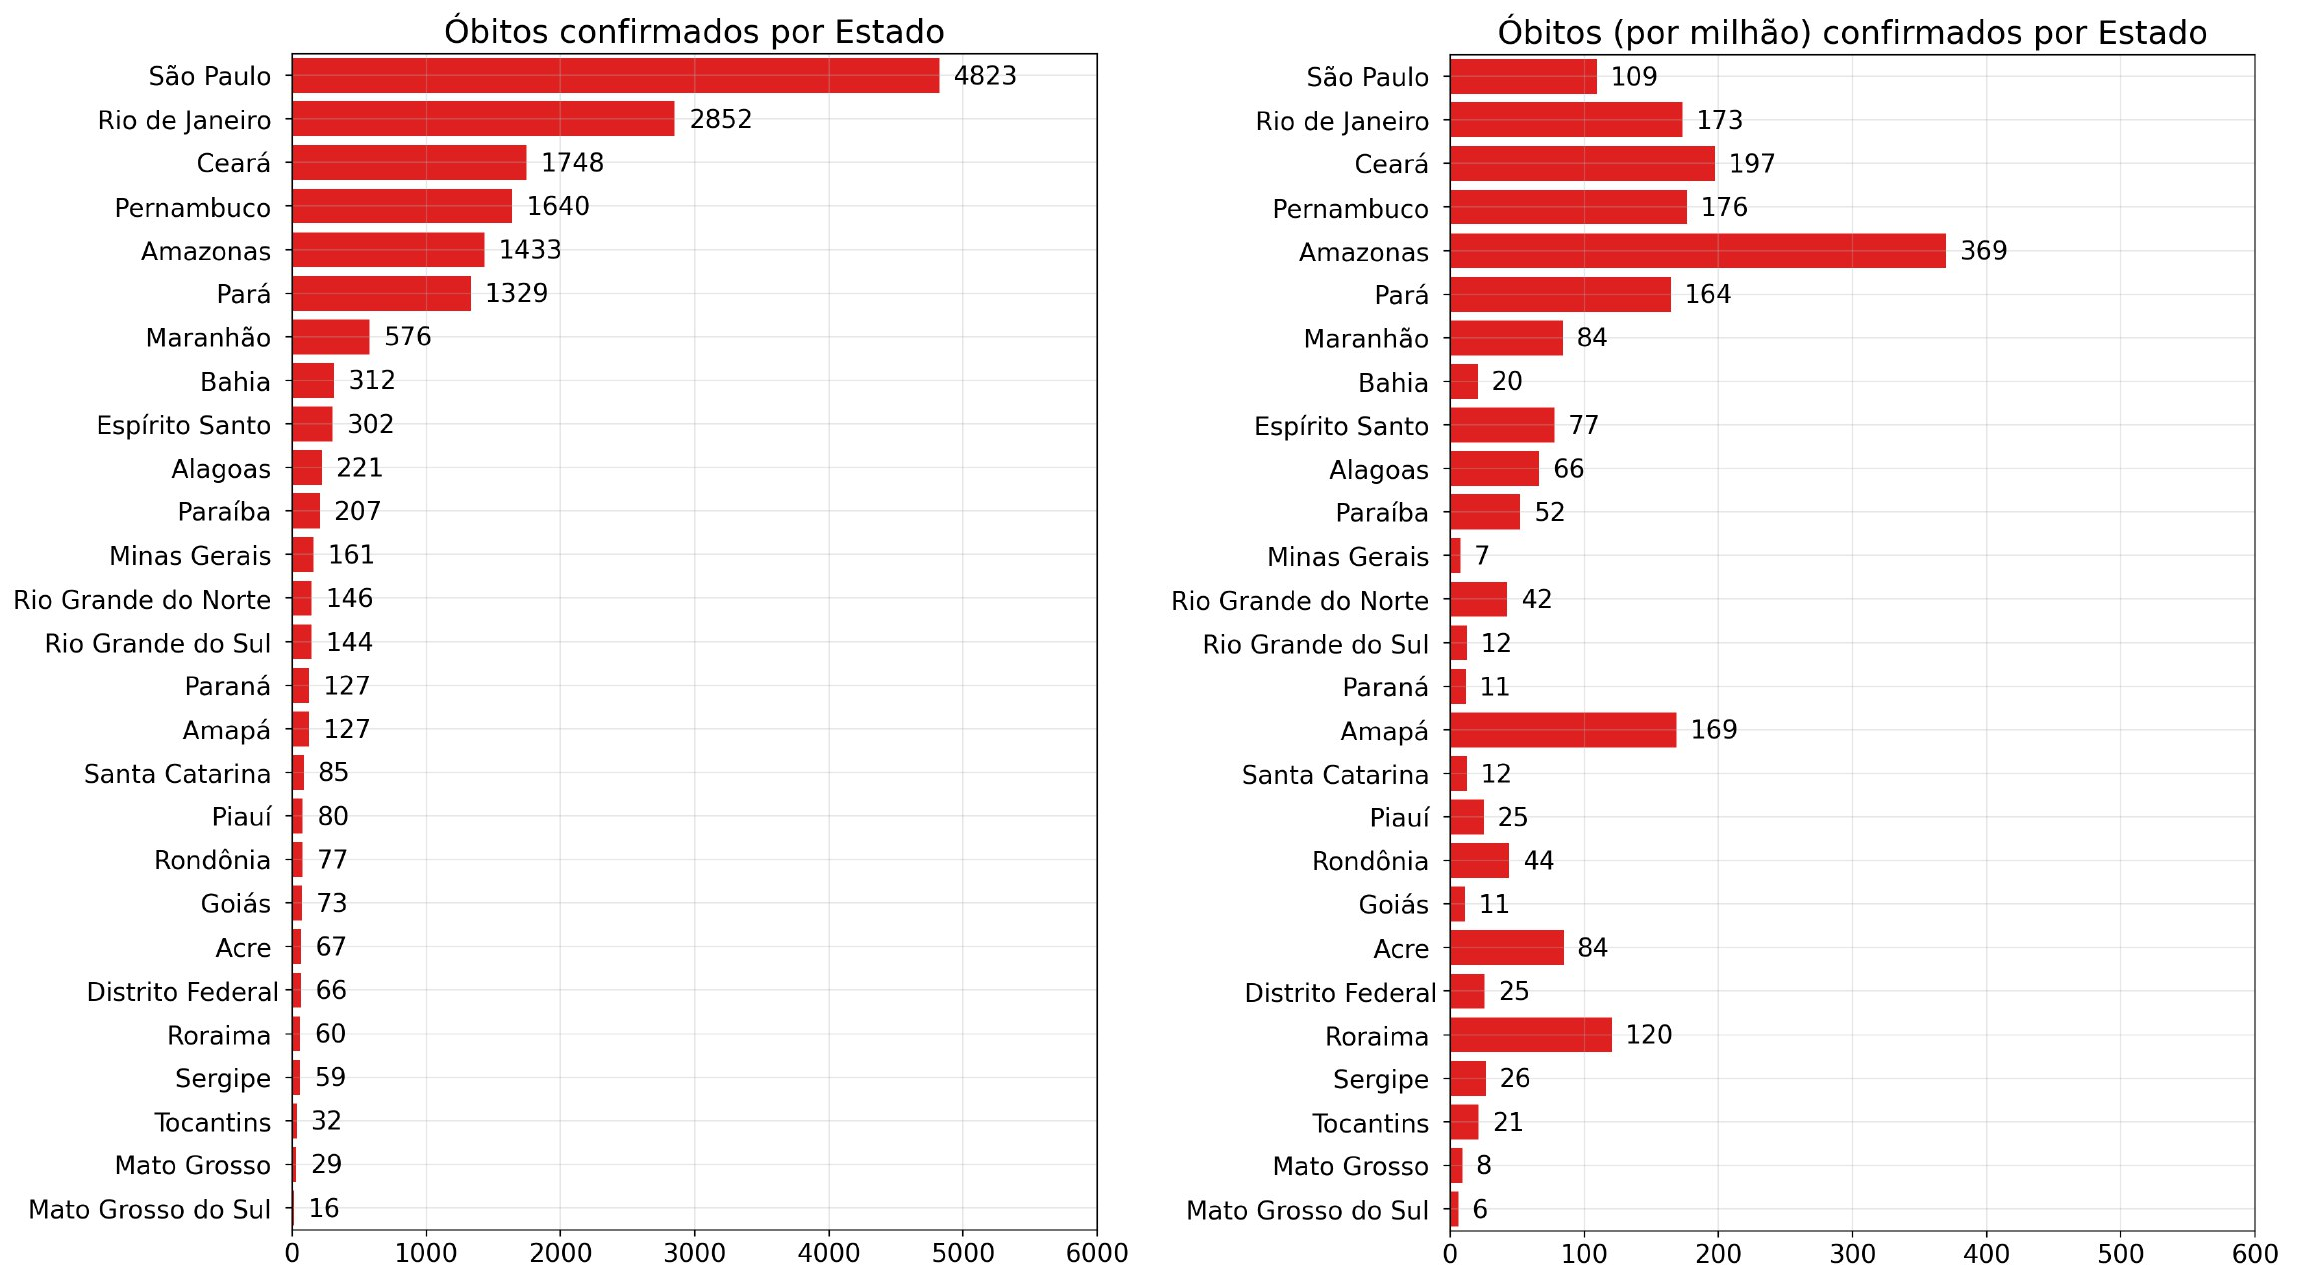 Óbitos confirmados por Estado
São Paulo 4823
Rio de Janeiro 2852
Ceará 1748
Pernambuco 1640
Amazonas 1433
Pará 1329
Maranhão 576
Bahia 312
Espírito Santo 302
Alagoas 221
Paraíba 207
Minas Gerais 161
Rio Grande do Norte 146
Rio Grande do Sul 144
Paraná 127
Amapá 127
Santa Catarina 85
Piauí 80
Rondônia 77
Goiás 73
Acre 67
Distrito Federal 66
Roraima 60
Sergipe 59
Tocantins 32
Mato Grosso 29
Mato Grosso do Sul 16
0 1000 2000 3000 4000 5000 6000
Óbitos (por milhão) confirmados por Estado
São Paulo 109
Rio de Janeiro 173
Ceará 197
Pernambuco 176
Amazonas 369
Pará 164
Maranhão 84
Bahia 20
Espírito Santo 77
Alagoas 66
Paraíba 52
Minas Gerais 7
Rio Grande do Norte 42
Rio Grande do Sul 12
Paraná 11
Amapá 169
Santa Catarina 12
Piauí 25
Rondônia 44
Goiás 11
Acre 84
Distrito Federal 25
Roraima 120
Sergipe 26
Tocantins 21
Mato Grosso 8
Mato Grosso do Sul 6
0 100 200 300 400 500 600